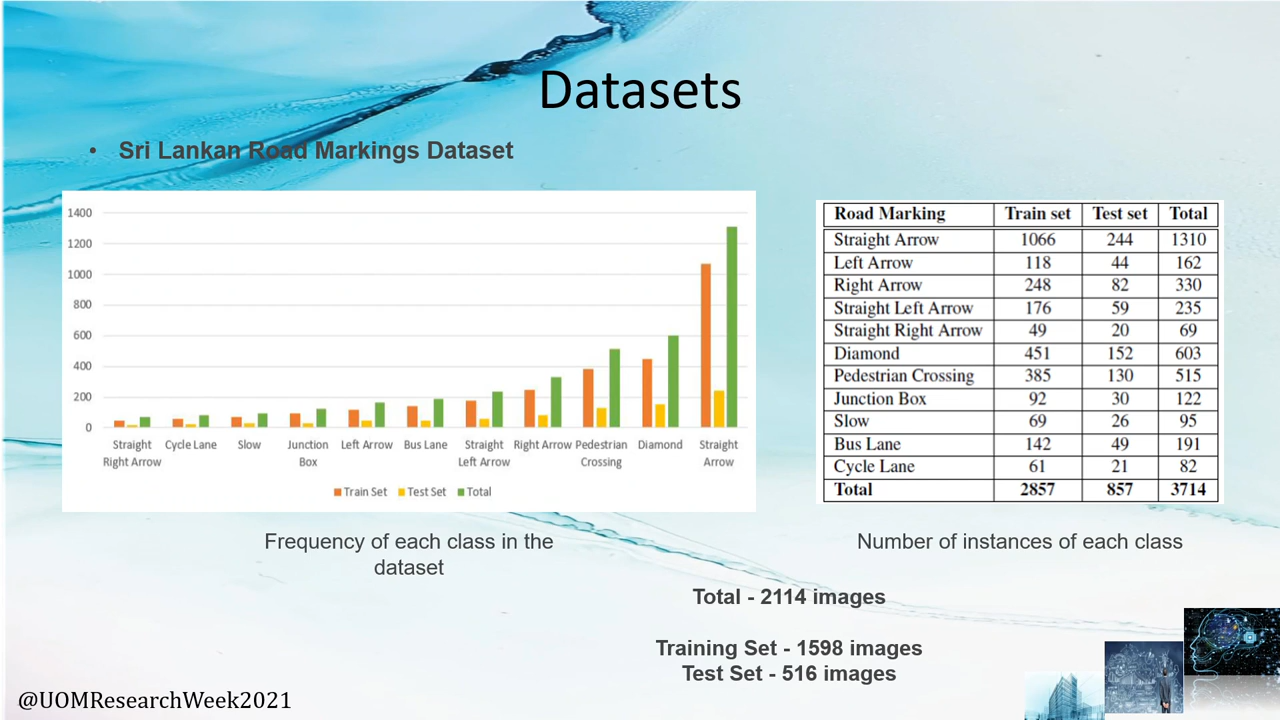 Datasets
• Sri Lankan Road Markings Dataset
1400
1200
1000
800
600
400
200
0
Straight Right Arrow
Cycle Lane
Slow
Junction Box
Left Arrow
Bus Lane
Straight Left Arrow
Right Arrow
Pedestrian Crossing
Diamond
Straight Arrow
Train Set Test Set Total
Road Marking Train set Test set Total
Straight Arrow 1066 244 1310
Left Arrow 118 44 162
Right Arrow 248 82 330
Straight Left Arrow 176 59 235
Straight Right Arrow 49 20 69
Diamond 451 152 603
Pedestrian Crossing 385 130 515
Junction Box 92 30 122
Slow 69 26 95
Bus Lane 142 49 191
Cycle Lane 61 21 82
Total 2857 857 3714
Frequency of each class in the
dataset
Number of instances of each class
Total - 2114 images
Training Set - 1598 images
Test Set - 516 images
@UOMResearchWeek2021